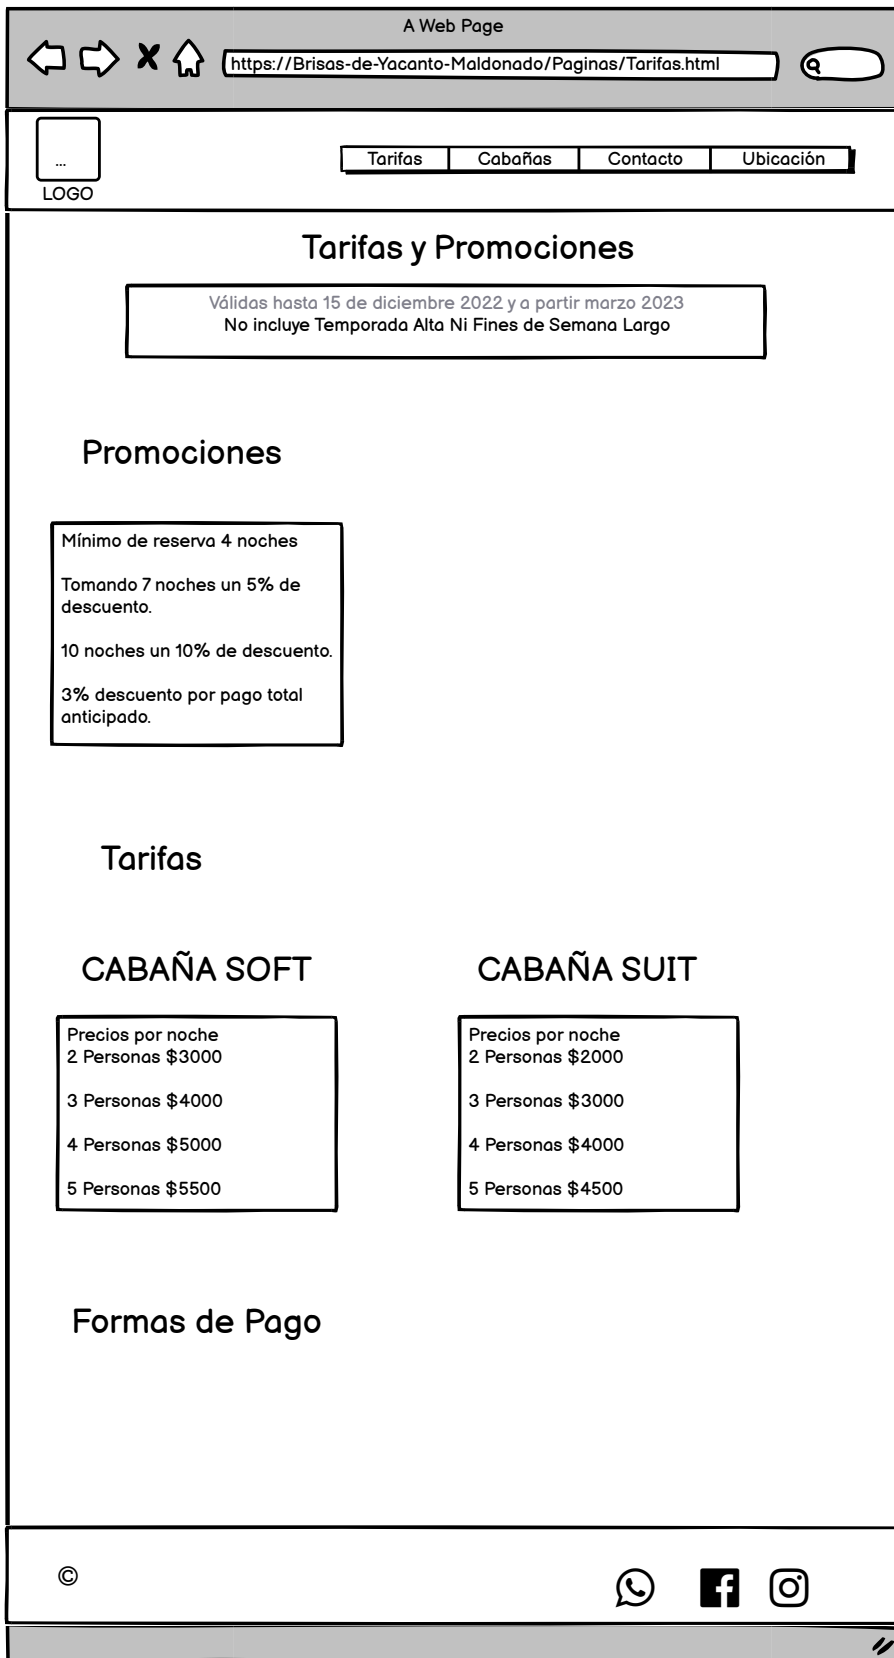 A Web Page
https://Brisas-de-Yacanto-Maldonado/Paginas/Tarifas.html
...
LOGO
Tarifas Cabañas Contacto Ubicación
Tarifas y Promociones
Válidas hasta 15 de diciembre 2022 y a partir marzo 2023
No incluye Temporada Alta Ni Fines de Semana Largo
Promociones
Mínimo de reserva 4 noches
Tomando 7 noches un 5% de
descuento.
10 noches un 10% de descuento.
3% descuento por pago total
anticipado.
Tarifas
CABAÑA SOFT
Precios por noche
2 Personas $3000
3 Personas $4000
4 Personas $5000
5 Personas $5500
CABAÑA SUIT
Precios por noche
2 Personas $2000
3 Personas $3000
4 Personas $4000
5 Personas $4500
Formas de Pago
©